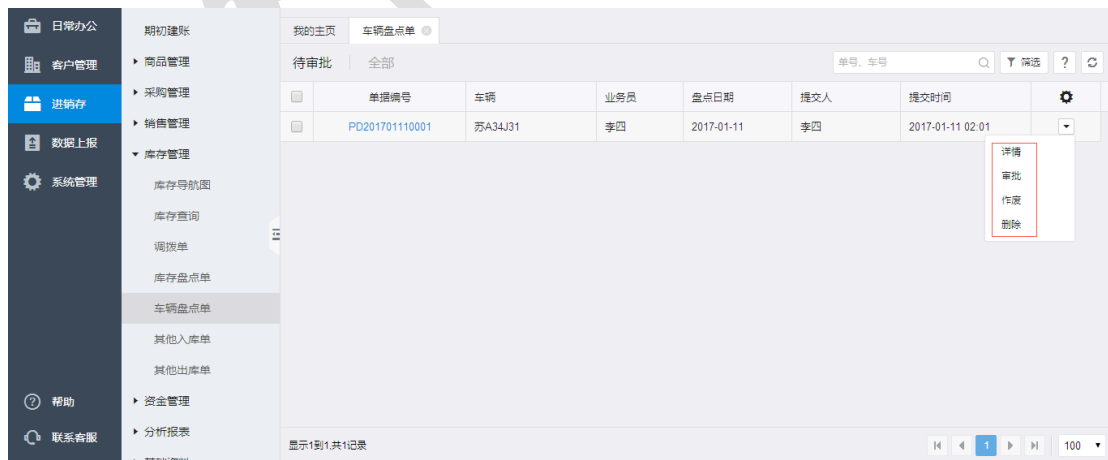 日常办公
客户管理
进销存
数据上报
系统管理
帮助
联系客服
期初建账
商品管理
采购管理
销售管理
库存管理
库存导航图
库存查询
调拨单
库存盘点单
车辆盘点单
其他入库单
其他出库单
资金管理
分析报表
我的主页 车辆盘点单
待审批 全部 单号、车号 筛选 ?
单据编号 车辆 业务员 盘点日期 提交人 提交时间
PD201701110001 苏A34J31 李四 2017-01-11 李四 2017-01-11 02:01
详情
审批
作废
删除
显示1到1,共1记录 1 100